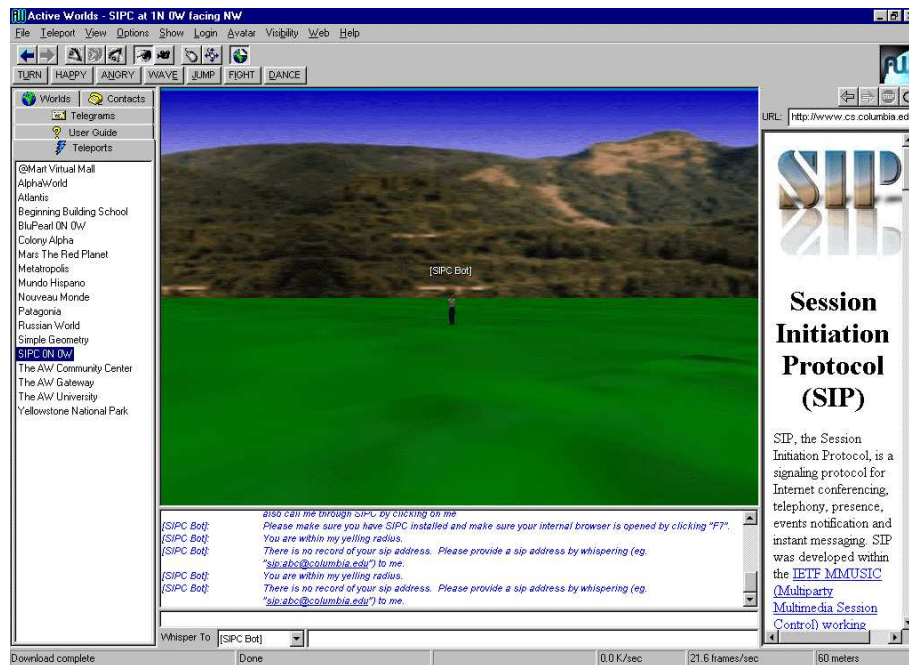 Active Worlds - SIPC at 1N 0W facing NW
File Teleport View Options Show Login Avatar Visibility Web Help
TURN HAPPY ANGRY WAVE JUMP FIGHT DANCE
Worlds Contacts
Telegrams
User Guide
Teleports
@Mart Virtual Mall
AlphaWorld
Atlantis
Beginning Building School
BluPearl 0N 0W
Colony Alpha
Mars The Red Planet
Metatropolis
Mundo Hispano
Nouveau Monde
Patagonia
Russian World
Simple Geometry
SIPC 0N 0W
The AW Community Center
The AW Gateway
The AW University
Yellowstone National Park
[SIPC Bot]
also call me through SIPC by clicking on me
[SIPC Bot]: Please make sure you have SIPC installed and make sure your internal browser is opened by clicking "F7".
[SIPC Bot]: You are within my yelling radius.
[SIPC Bot]: There is no record of your sip address. Please provide a sip address by whispering (eg.
"sip:abc@columbia.edu") to me.
[SIPC Bot]: You are within my yelling radius.
[SIPC Bot]: There is no record of your sip address. Please provide a sip address by whispering (eg.
"sip:abc@columbia.edu") to me.
Whisper To [SIPC Bot]
URL: http://www.cs.columbia.ed
SIP
Session
Initiation
Protocol
(SIP)
SIP, the Session
Initiation Protocol, is a
signaling protocol for
Internet conferencing,
telephony, presence,
events notification and
instant messaging. SIP
was developed within
the IETF MMUSIC
(Multiparty
Multimedia Session
Control) working
Download complete Done 0.0 K/sec 21.6 frames/sec 60 meters